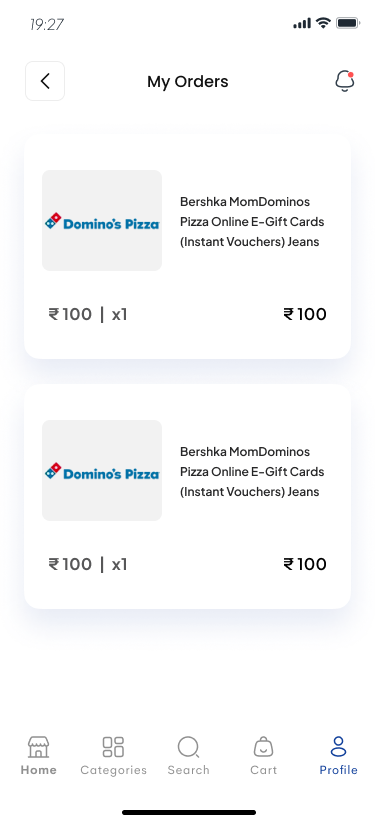 19:27
My Orders
Domino's Pizza
Bershka MomDominos
Pizza Online E-Gift Cards
(Instant Vouchers) Jeans
₹ 100 | x1
₹ 100
Domino's Pizza
Bershka MomDominos
Pizza Online E-Gift Cards
(Instant Vouchers) Jeans
₹ 100 | x1
₹ 100
Home Categories Search Cart Profile